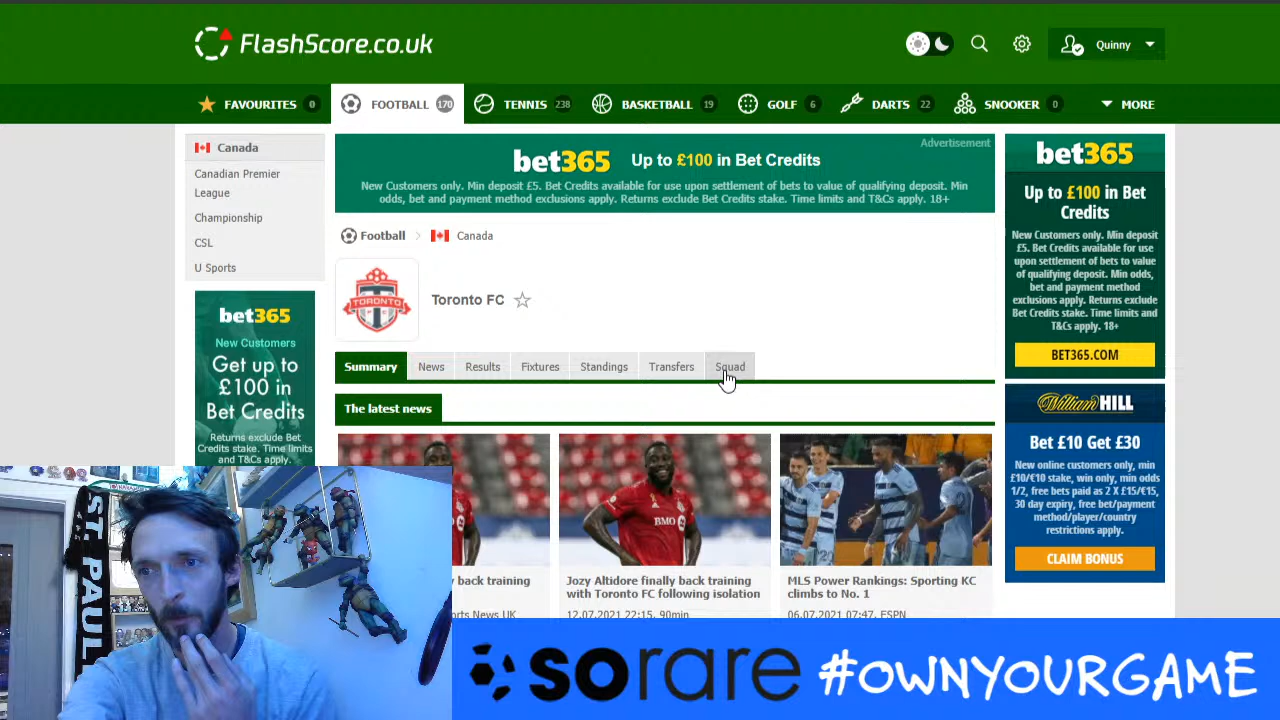 FlashScore.co.uk
Quinny
FAVOURITES 0
FOOTBALL 170
TENNIS 238
BASKETBALL 19
GOLF 6
DARTS 22
SNOOKER 0
MORE
Canada
Canadian Premier
League
Championship
CSL
U Sports
bet365
New Customers
Get up to
£100 in
Bet Credits
Returns exclude Bet
Credits stake. Time limits
and T&Cs apply.
Advertisement
bet365 Up to £100 in Bet Credits
New Customers only. Min deposit £5. Bet Credits available for use upon settlement of bets to value of qualifying deposit. Min
odds, bet and payment method exclusions apply. Returns exclude Bet Credits stake. Time limits and T&Cs apply. 18+
Football
Canada
TORONTO
Toronto FC
Summary
News
Results
Fixtures
Standings
Transfers
Squad
The latest news
BMO
y back training
orts News UK
Jozy Altidore finally back training
with Toronto FC following isolation
12.07.2021 22:15, 90min
MLS Power Rankings: Sporting KC
climbs to No. 1
06.07.2021 07:47, ESPN
bet365
Up to £100 in Bet
Credits
New Customers only. Min deposit
£5. Bet Credits available for use
upon settlement of bets to value
of qualifying deposit. Min odds,
bet and payment method
exclusions apply. Returns exclude
Bet Credits stake. Time limits and
T&Cs apply. 18+
BET365.COM
William HILL
Bet £10 Get £30
New online customers only, min
£10/€10 stake, win only, min odds
1/2, free bets paid as 2 X £15/€15,
30 day expiry, free bet/payment
method/player/country
restrictions apply.
CLAIM BONUS
ST. PAUL
sorare #OWNYOURGAME